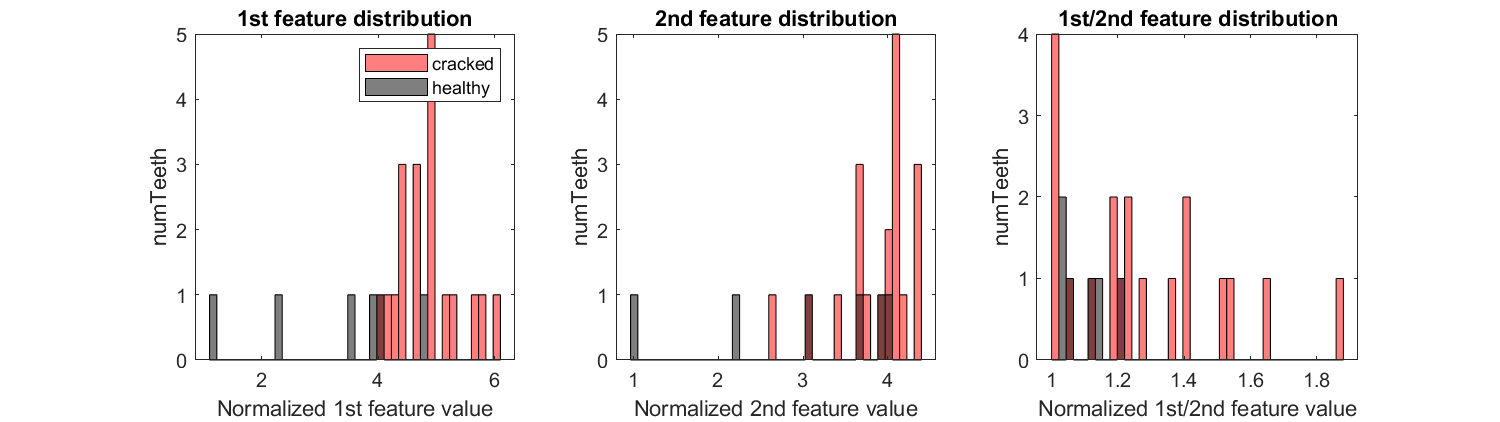 1st feature distribution
5
4
3
2
1
0
numTeeth
cracked
healthy
2
4
6
Normalized 1st feature value
2nd feature distribution
5
4
3
2
1
0
numTeeth
1
2
3
4
Normalized 2nd feature value
1st/2nd feature distribution
4
3
2
1
0
numTeeth
1
1.2
1.4
1.6
1.8
Normalized 1st/2nd feature value